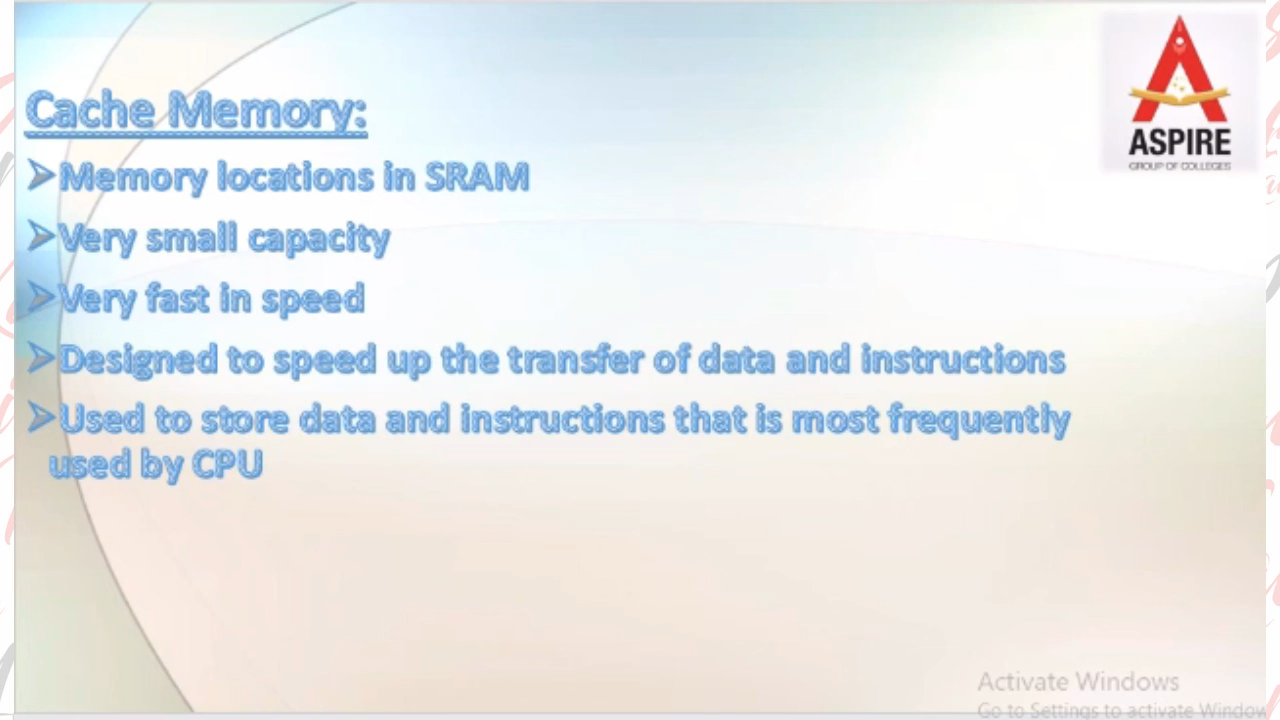 ASPIRE
GROUP OF COLLEGES
Cache Memory:
➢Memory locations in SRAM
➢Very small capacity
➢Very fast in speed
➢Designed to speed up the transfer of data and instructions
➢Used to store data and instructions that is most frequently
used by CPU
Activate Windows
Go to Settings to activate Window